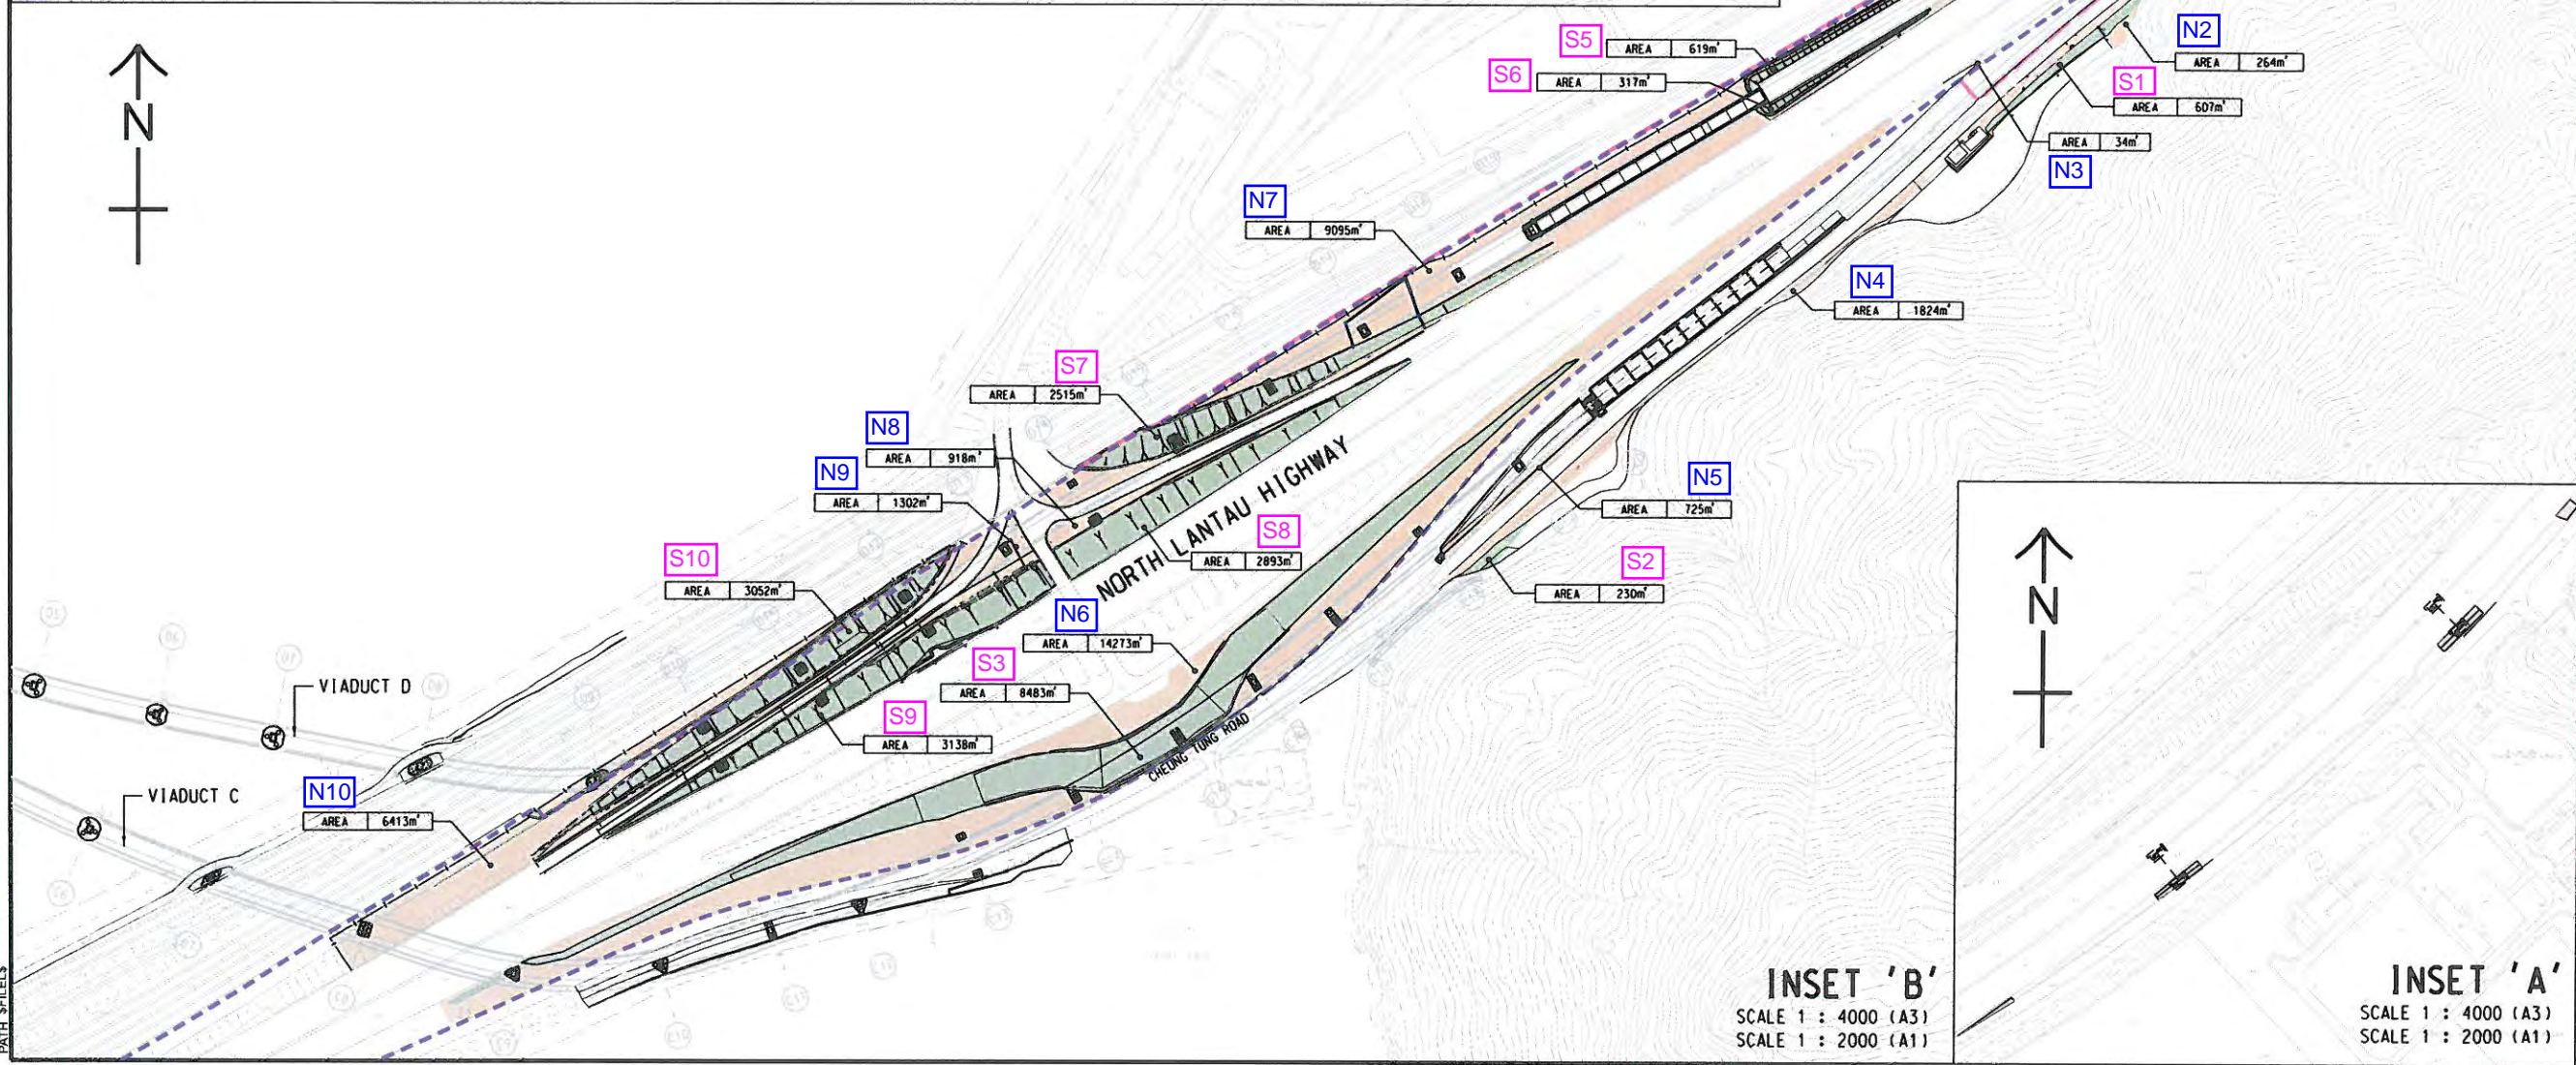 N2
AREA 264m²
S5
AREA 619m²
S6
AREA 317m²
S1
AREA 607m²
AREA 34m²
N3
N
N7
AREA 9095m²
N4
AREA 1824m²
S7
AREA 2515m²
N8
AREA 918m²
N9
AREA 1302m²
N5
AREA 725m²
NORTH LANTAU HIGHWAY
S8
AREA 2893m²
S10
AREA 3052m²
S2
AREA 230m²
N6
AREA 14273m²
S3
AREA 8483m²
S9
AREA 3138m²
CHEUNG TUNG ROAD
VIADUCT D
VIADUCT C
N10
AREA 6413m²
INSET 'B'
SCALE 1 : 4000 (A3)
SCALE 1 : 2000 (A1)
N
INSET 'A'
SCALE 1 : 4000 (A3)
SCALE 1 : 2000 (A1)